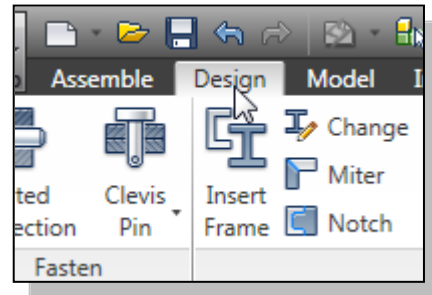 Assemble Design Model
Change
Miter
Clevis Insert
Pin Frame Notch
Fasten